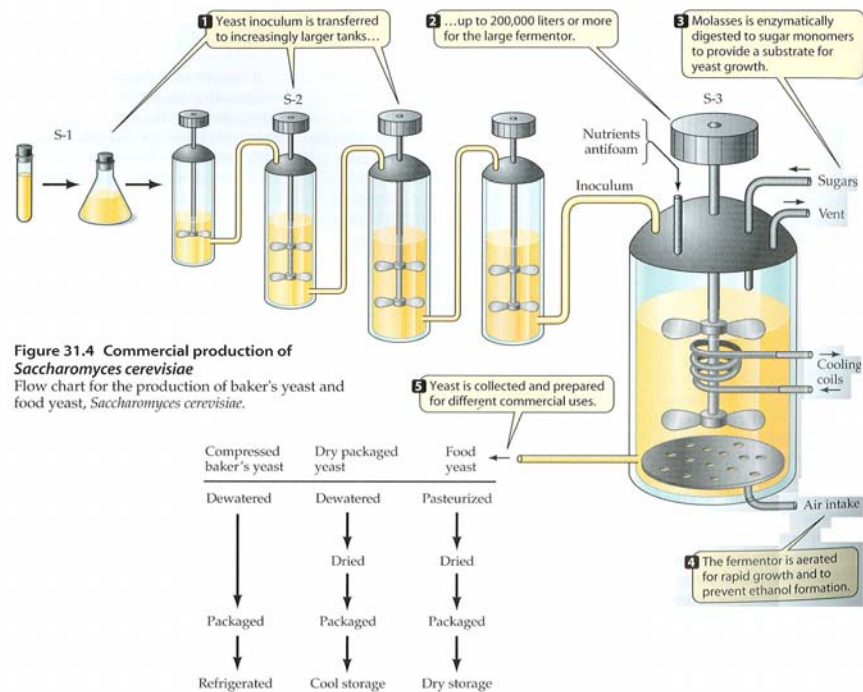 1 Yeast inoculum is transferred
to increasingly larger tanks…
2 …up to 200,000 liters or more
for the large fermentor.
3 Molasses is enzymatically
digested to sugar monomers
to provide a substrate for
yeast growth.
S-1
S-2
S-3
Nutrients
antifoam
Inoculum
Sugars
Vent
Cooling
coils
Air intake
4 The fermentor is aerated
for rapid growth and to
prevent ethanol formation.
Figure 31.4 Commercial production of
Saccharomyces cerevisiae
Flow chart for the production of baker's yeast and
food yeast, Saccharomyces cerevisiae.
5 Yeast is collected and prepared
for different commercial uses.
Compressed
baker's yeast
Dewatered
Packaged
Refrigerated
Dry packaged
yeast
Dewatered
Dried
Packaged
Cool storage
Food
yeast
Pasteurized
Dried
Packaged
Dry storage